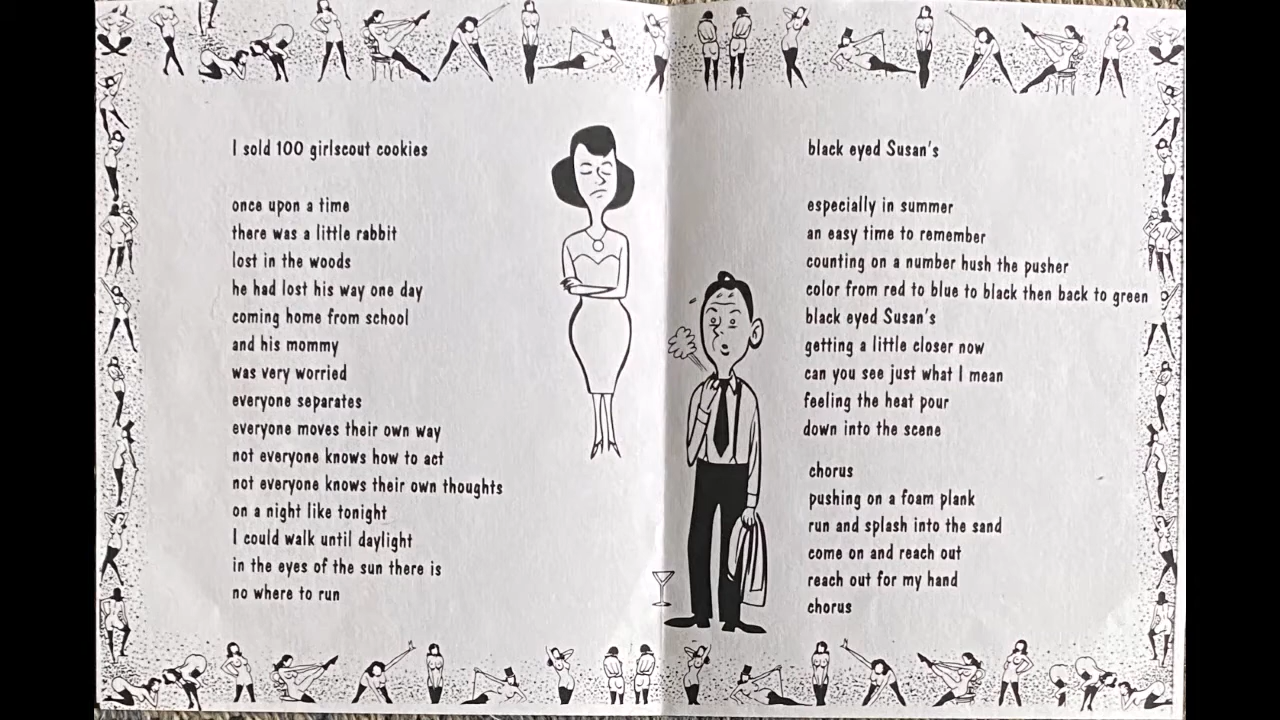 I sold 100 girlscout cookies
once upon a time
there was a little rabbit
lost in the woods
he had lost his way one day
coming home from school
and his mommy
was very worried
everyone separates
everyone moves their own way
not everyone knows how to act
not everyone knows their own thoughts
on a night like tonight
I could walk until daylight
in the eyes of the sun there is
no where to run
black eyed Susan's
especially in summer
an easy time to remember
counting on a number hush the pusher
color from red to blue to black then back to green
black eyed Susan's
getting a little closer now
can you see just what I mean
feeling the heat pour
down into the scene
chorus
pushing on a foam plank
run and splash into the sand
come on and reach out
reach out for my hand
chorus